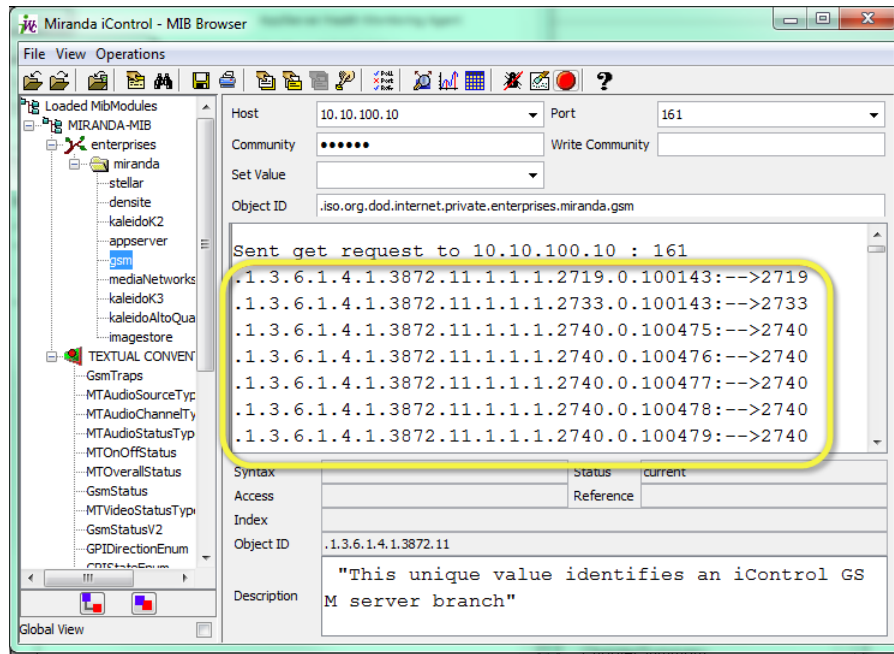 Miranda iControl - MIB Browser
File View Operations
Loaded MibModules
MIRANDA-MIB
enterprises
miranda
stellar
densite
kaleidoK2
appserver
gsm
mediaNetworks
kaleidoK3
kaleidoAltoQua
imagestore
TEXTUAL CONVEN
GsmTraps
MTAudioSourceTyp
MTAudioChannelTy
MTAudioStatusTyp
MTOnOffStatus
MTOverallStatus
GsmStatus
MTVideoStatusType
GsmStatusV2
GPIDirectionEnum
GPIStateEnum
Global View
Host 10.10.100.10 Port 161
Community •••••• Write Community
Set Value
Object ID .iso.org.dod.internet.private.enterprises.miranda.gsm
Sent get request to 10.10.100.10 : 161
.1.3.6.1.4.1.3872.11.1.1.1.2719.0.100143:-->2719
.1.3.6.1.4.1.3872.11.1.1.1.2733.0.100143:-->2733
.1.3.6.1.4.1.3872.11.1.1.1.2740.0.100475:-->2740
.1.3.6.1.4.1.3872.11.1.1.1.2740.0.100476:-->2740
.1.3.6.1.4.1.3872.11.1.1.1.2740.0.100477:-->2740
.1.3.6.1.4.1.3872.11.1.1.1.2740.0.100478:-->2740
.1.3.6.1.4.1.3872.11.1.1.1.2740.0.100479:-->2740
Syntax Status current
Access Reference
Index
Object ID .1.3.6.1.4.1.3872.11
Description "This unique value identifies an iControl GS
M server branch"